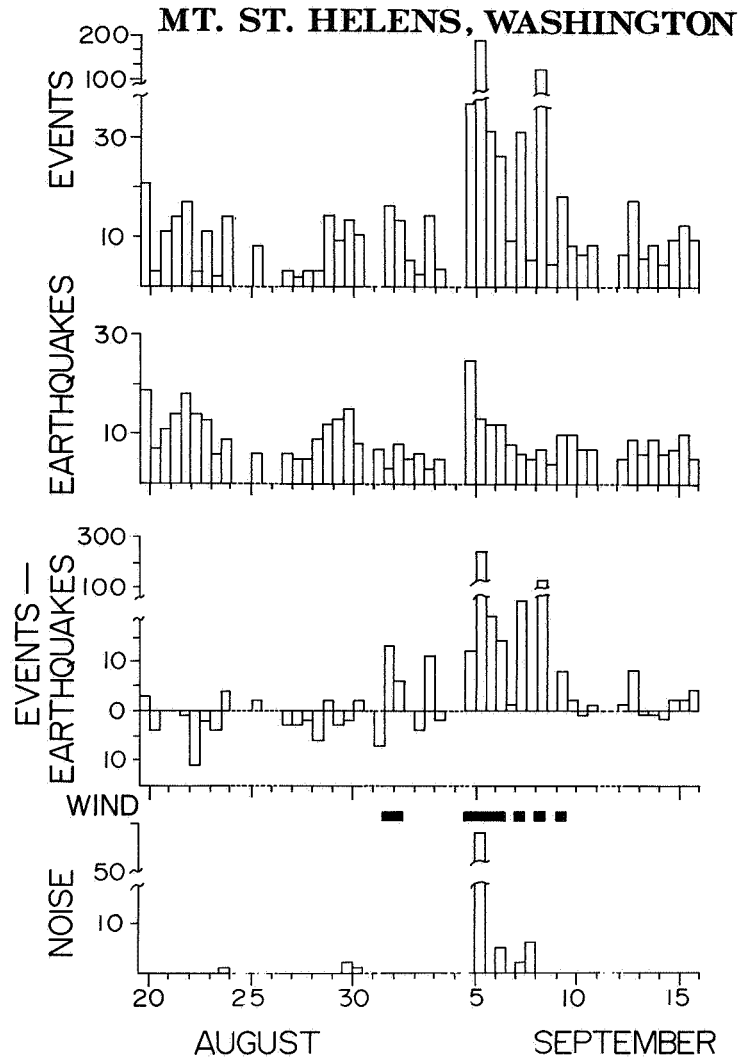 MT. ST. HELENS, WASHINGTON
200
100
30
10
EVENTS
30
10
EARTHQUAKES
300
100
10
0
10
EVENTS —
EARTHQUAKES
WIND
50
10
NOISE
20 25 30 5 10 15
AUGUST SEPTEMBER